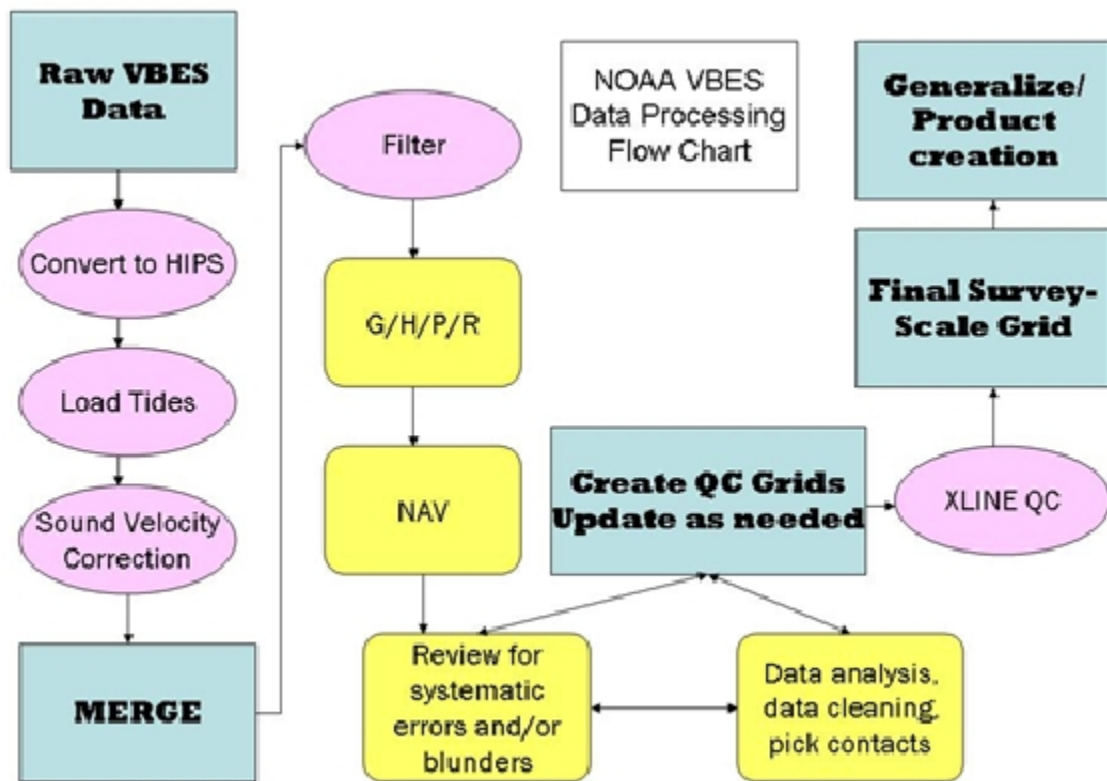 Raw VBES
Data
Convert to HIPS
Load Tides
Sound Velocity
Correction
MERGE
Filter
G/H/P/R
NAV
Review for
systematic
errors and/or
blunders
Data analysis,
data cleaning,
pick contacts
Create QC Grids
Update as needed
XLINE QC
Final Survey-
Scale Grid
Generalize/
Product
creation
NOAA VBES
Data Processing
Flow Chart